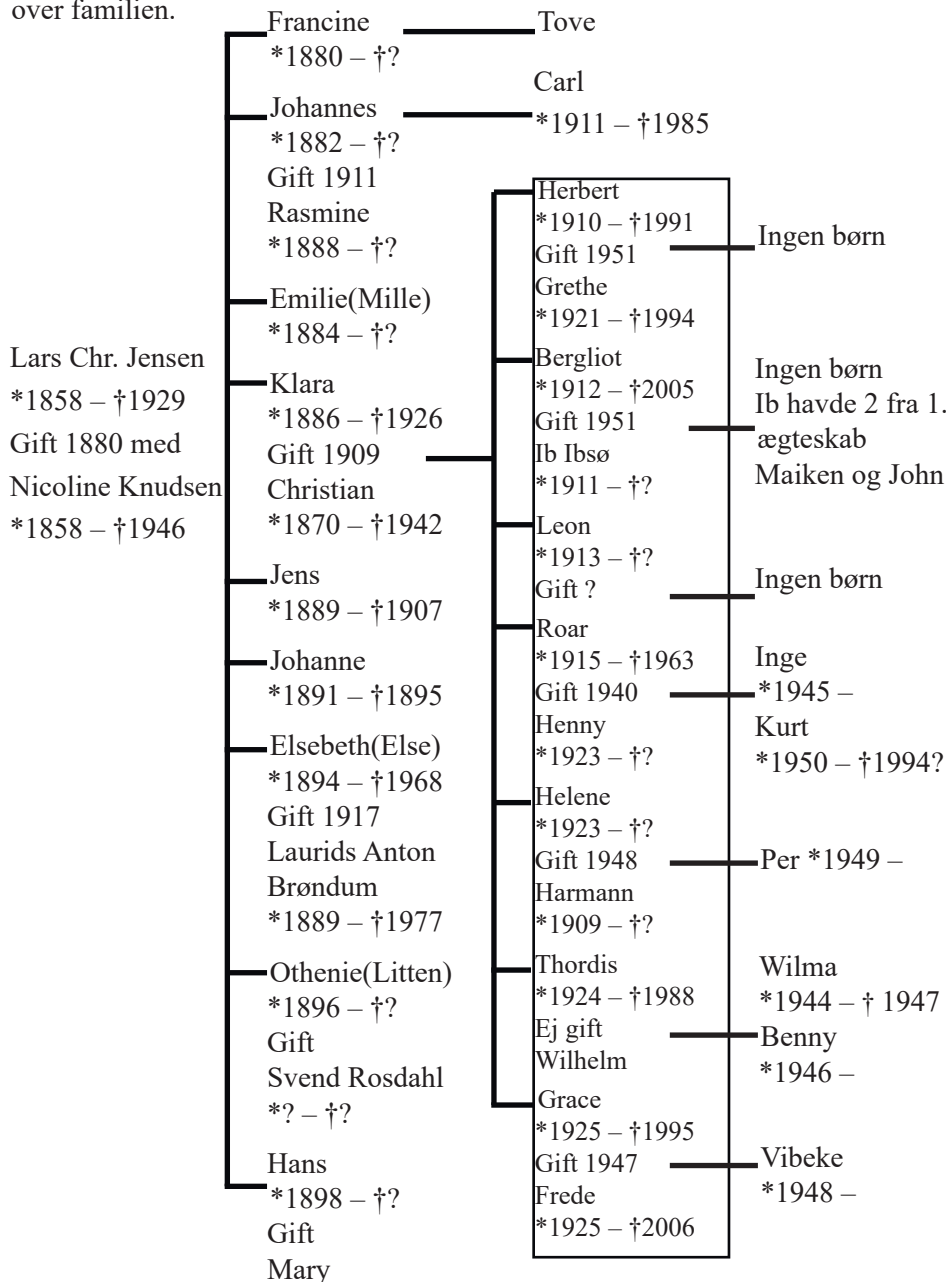 over familien.
Lars Chr. Jensen
*1858 – †1929
Gift 1880 med
Nicoline Knudsen
*1858 – †1946
Francine
*1880 – †?
Johannes
*1882 – †?
Gift 1911
Rasmine
*1888 – †?
Emilie(Mille)
*1884 – †?
Klara
*1886 – †1926
Gift 1909
Christian
*1870 – †1942
Jens
*1889 – †1907
Johanne
*1891 – †1895
Elsebeth(Else)
*1894 – †1968
Gift 1917
Laurids Anton
Brøndum
*1889 – †1977
Othenie(Litten)
*1896 – †?
Gift
Svend Rosdahl
*? – †?
Hans
*1898 – †?
Gift
Mary
Tove
Carl
*1911 – †1985
Herbert
*1910 – †1991
Gift 1951
Grethe
*1921 – †1994
Bergliot
*1912 – †2005
Gift 1951
Ib Ibsø
*1911 – †?
Leon
*1913 – †?
Gift ?
Roar
*1915 – †1963
Gift 1940
Henny
*1923 – †?
Helene
*1923 – †?
Gift 1948
Harmann
*1909 – †?
Thordis
*1924 – †1988
Ej gift
Wilhelm
Grace
*1925 – †1995
Gift 1947
Frede
*1925 – †2006
Ingen børn
Ingen børn
Ib havde 2 fra 1.
ægteskab
Maiken og John
Ingen børn
Inge
*1945 –
Kurt
*1950 – †1994?
Per *1949 –
Wilma
*1944 – † 1947
Benny
*1946 –
Vibeke
*1948 –